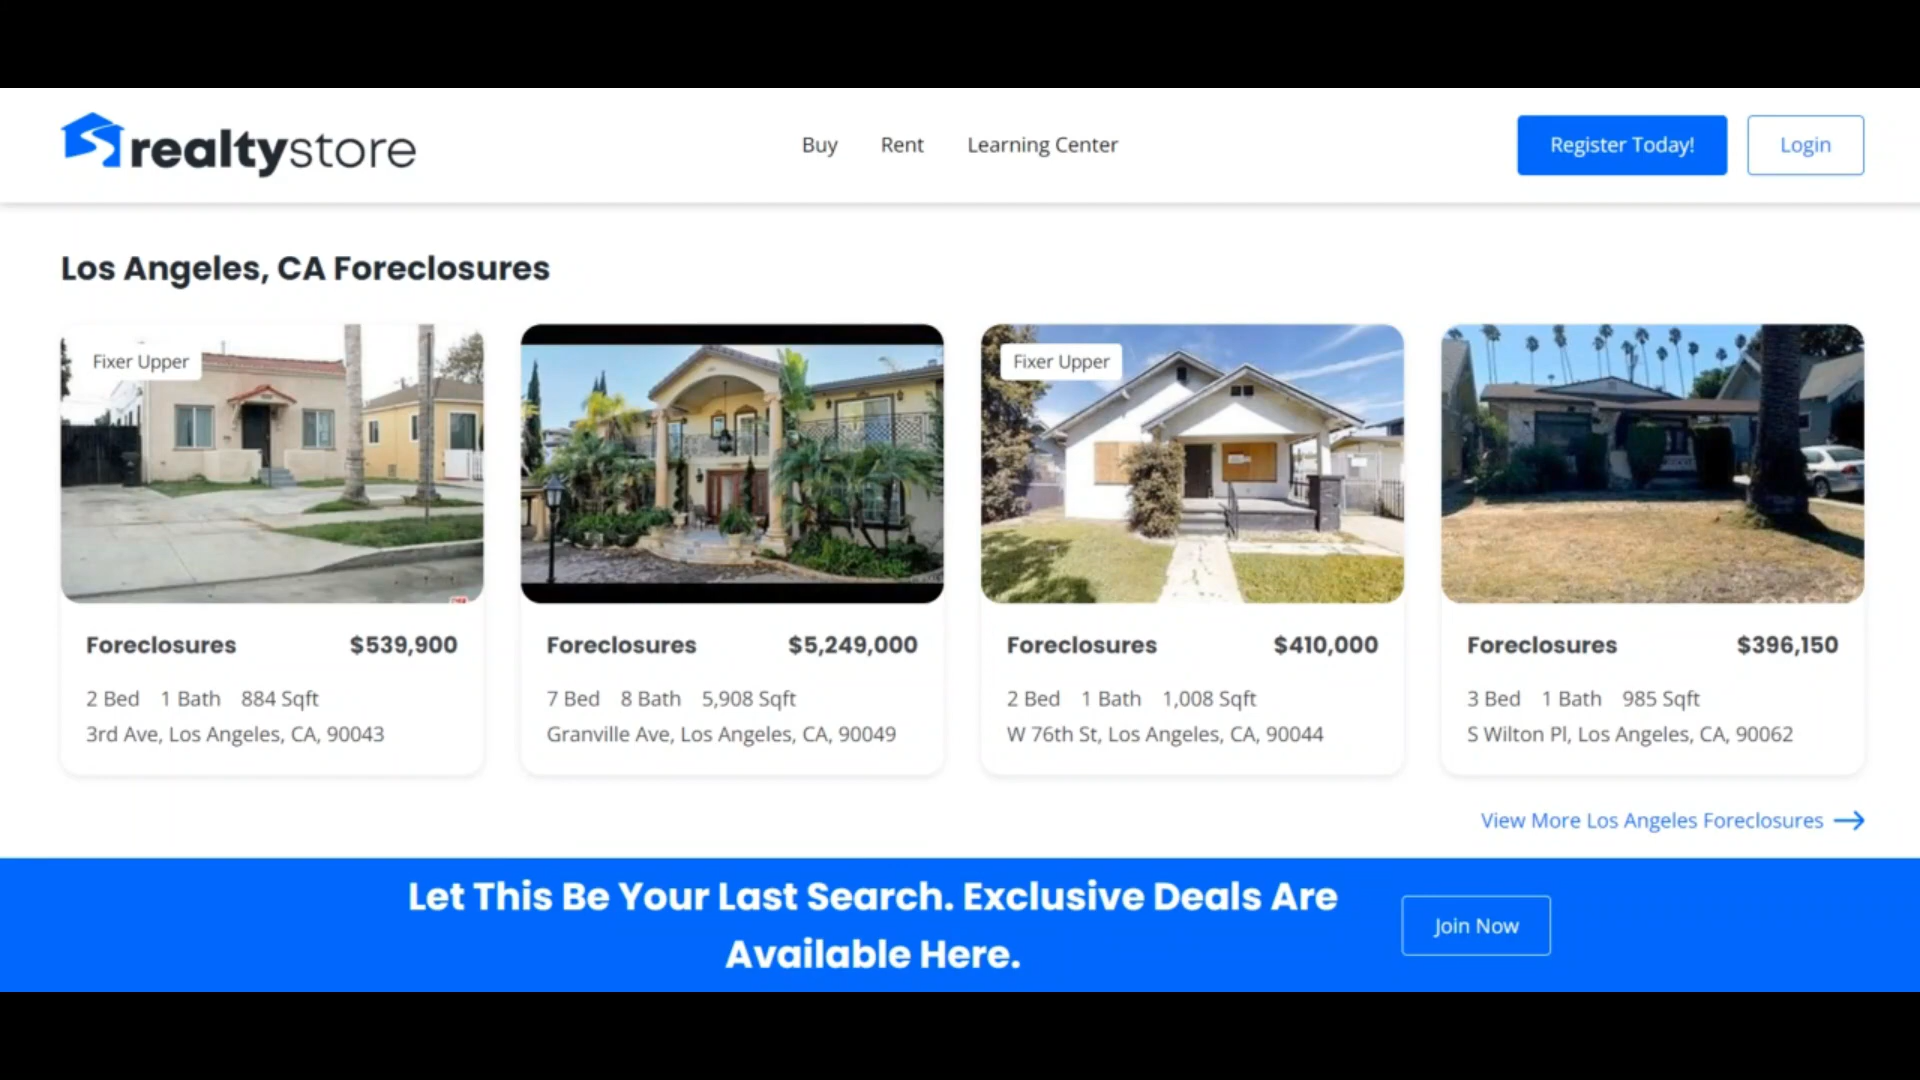 realtystore
Buy Rent Learning Center
Register Today! Login
Los Angeles, CA Foreclosures
Fixer Upper
Fixer Upper
Foreclosures $539,900
2 Bed 1 Bath 884 Sqft
3rd Ave, Los Angeles, CA, 90043
Foreclosures $5,249,000
7 Bed 8 Bath 5,908 Sqft
Granville Ave, Los Angeles, CA, 90049
Foreclosures $410,000
2 Bed 1 Bath 1,008 Sqft
W 76th St, Los Angeles, CA, 90044
Foreclosures $396,150
3 Bed 1 Bath 985 Sqft
S Wilton Pl, Los Angeles, CA, 90062
View More Los Angeles Foreclosures
Let This Be Your Last Search. Exclusive Deals Are
Available Here.
Join Now